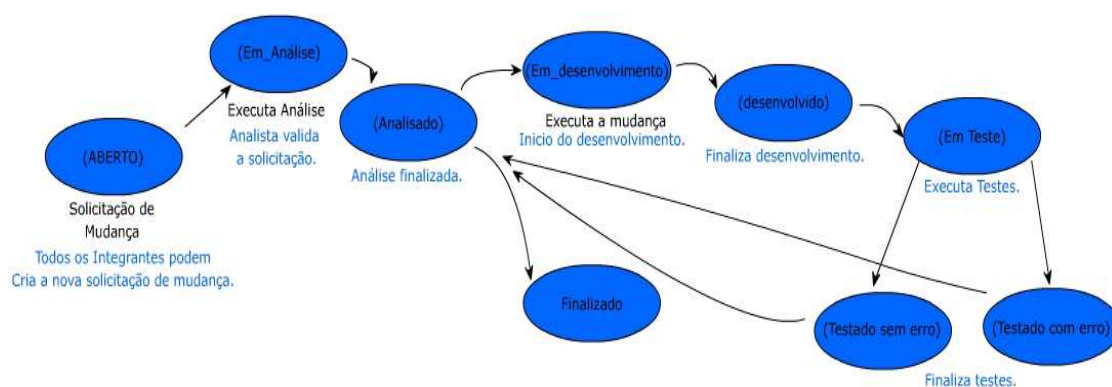 (ABERTO)
Solicitação de
Mudança
Todos os Integrantes podem
Cria a nova solicitação de mudança.
(Em_Análise)
Executa Análise
Analista valida
a solicitação.
(Analisado)
Análise finalizada.
(Em_desenvolvimento)
Executa a mudança
Inicio do desenvolvimento.
(desenvolvido)
Finaliza desenvolvimento.
(Em Teste)
Executa Testes.
Finalizado
(Testado sem erro)
(Testado com erro)
Finaliza testes.